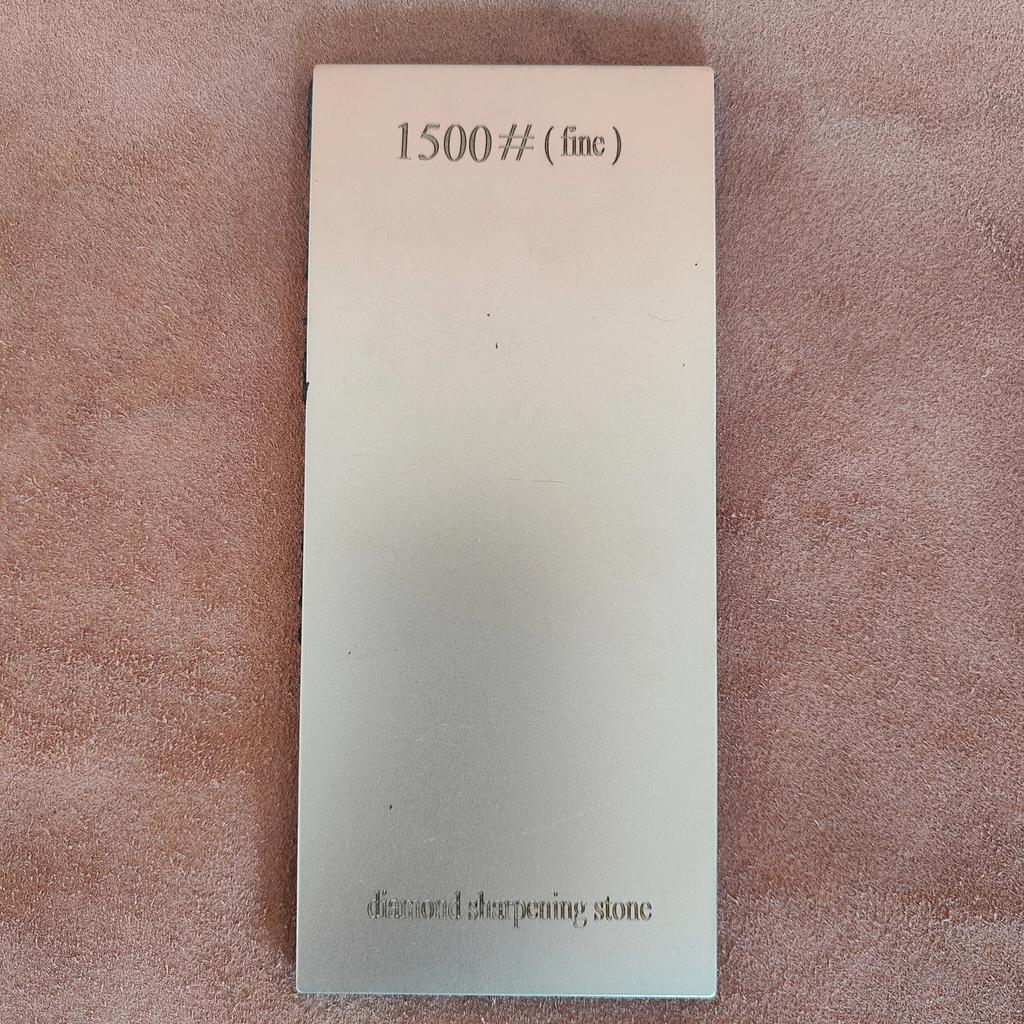 1500# (fine)
diamond sharpening stone